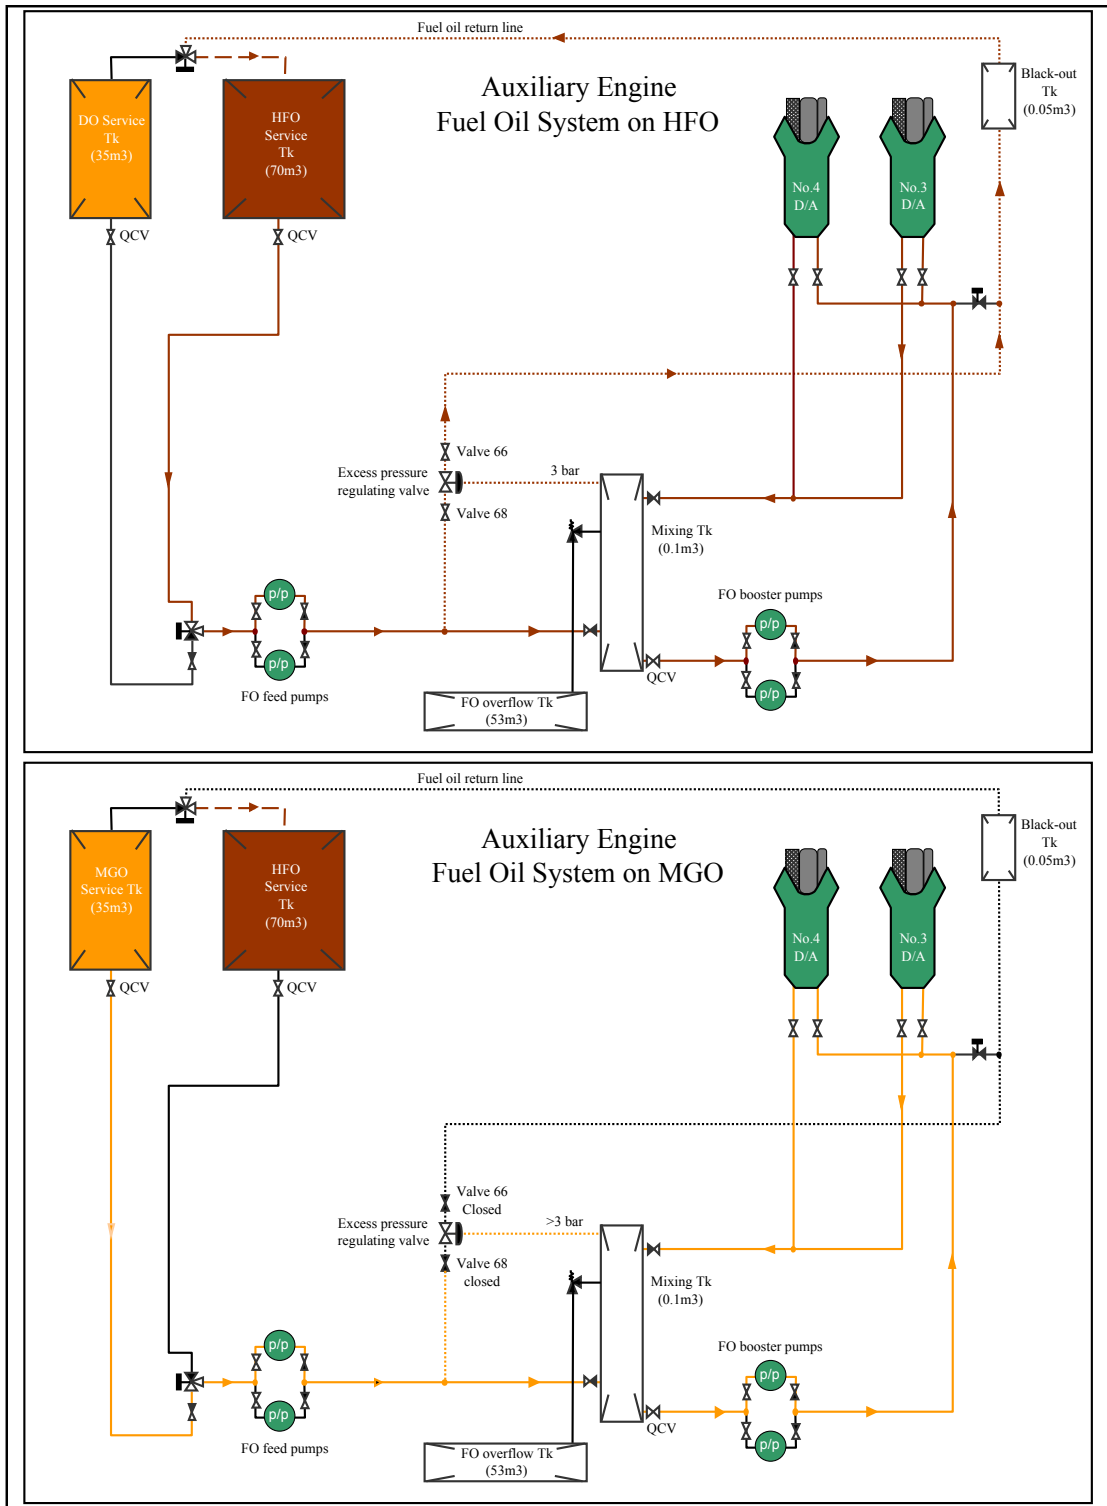 Fuel oil return line
Auxiliary Engine
Fuel Oil System on HFO
Black-out
Tk
(0.05m3)
DO Service
Tk
(35m3)
HFO
Service
Tk
(70m3)
No.4
D/A
No.3
D/A
QCV
QCV
Valve 66
Excess pressure
regulating valve
3 bar
Valve 68
Mixing Tk
(0.1m3)
p/p
p/p
FO feed pumps
FO booster pumps
p/p
p/p
QCV
FO overflow Tk
(53m3)
Fuel oil return line
Auxiliary Engine
Fuel Oil System on MGO
Black-out
Tk
(0.05m3)
MGO
Service Tk
(35m3)
HFO
Service
Tk
(70m3)
No.4
D/A
No.3
D/A
QCV
QCV
Valve 66
Closed
Excess pressure
regulating valve
>3 bar
Valve 68
closed
Mixing Tk
(0.1m3)
p/p
p/p
FO feed pumps
FO booster pumps
p/p
p/p
QCV
FO overflow Tk
(53m3)